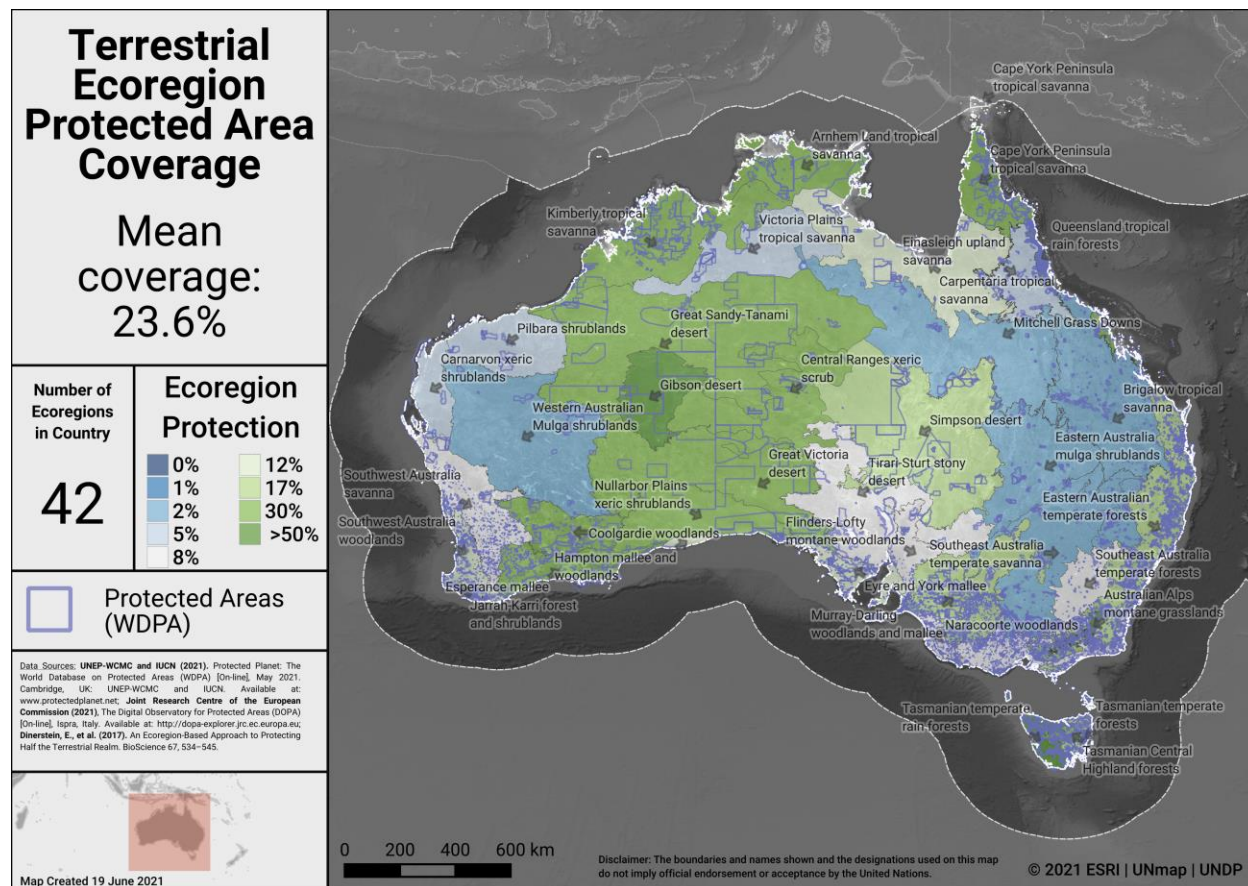 Terrestrial
Ecoregion
Protected Area
Coverage
Mean
coverage:
23.6%
Number of
Ecoregions
in Country
42
Ecoregion
Protection
0%
1%
2%
5%
8%
12%
17%
30%
>50%
Protected Areas
(WDPA)
Data Sources: UNEP-WCMC and IUCN (2021). Protected Planet: The
World Database on Protected Areas (WDPA) [On-line], May 2021.
Cambridge, UK: UNEP-WCMC and IUCN. Available at:
www.protectedplanet.net; Joint Research Centre of the European
Commission (2021), The Digital Observatory for Protected Areas (DOPA)
[On-line], Ispra, Italy. Available at: http://dopa-explorer.jrc.ec.europa.eu;
Dinerstein, E., et al. (2017). An Ecoregion-Based Approach to Protecting
Half the Terrestrial Realm. BioScience 67, 534–545.
Map Created 19 June 2021
Cape York Peninsula
tropical savanna
Arnhem Land tropical
savanna
Cape York Peninsula
tropical savanna
Kimberly tropical
savanna
Victoria Plains
tropical savanna
Queensland tropical
rain forests
Einasleigh upland
savanna
Carpentaria tropical
savanna
Great Sandy-Tanami
desert
Pilbara shrublands
Mitchell Grass Downs
Carnarvon xeric
shrublands
Central Ranges xeric
scrub
Gibson desert
Brigalow tropical
savanna
Western Australian
Mulga shrublands
Simpson desert
Eastern Australia
mulga shrublands
Great Victoria
desert
Tirari-Sturt stony
desert
Southwest Australia
savanna
Nullarbor Plains
xeric shrublands
Eastern Australian
temperate forests
Southwest Australia
woodlands
Coolgardie woodlands
Flinders-Lofty
montane woodlands
Hampton mallee and
woodlands
Southeast Australia
temperate savanna
Southeast Australia
temperate forests
Esperance mallee
Eyre and York mallee
Australian Alps
montane grasslands
Jarrah-Karri forest
and shrublands
Murray-Darling
woodlands and mallee
Naracoorte woodlands
Tasmanian temperate
rain forests
Tasmanian temperate
forests
Tasmanian Central
Highland forests
0 200 400 600 km
Disclaimer: The boundaries and names shown and the designations used on this map
do not imply official endorsement or acceptance by the United Nations.
© 2021 ESRI | UNmap | UNDP